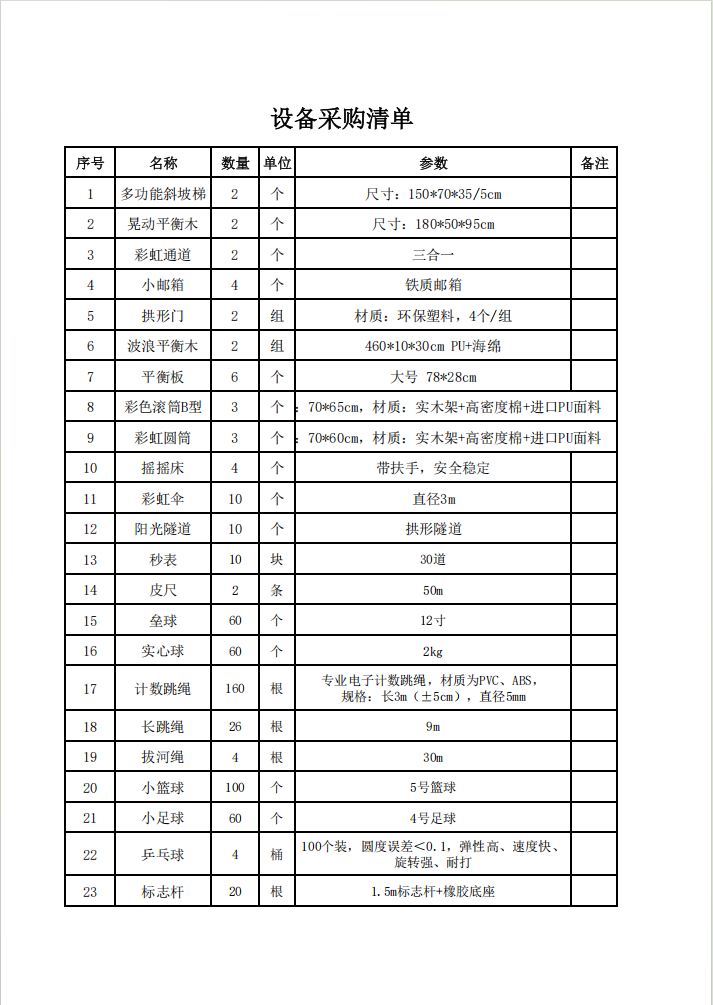 设备采购清单
序号 名称 数量 单位 参数 备注
1 多功能斜坡梯 2 个 尺寸：150*70*35/5cm
2 晃动平衡木 2 个 尺寸：180*50*95cm
3 彩虹通道 2 个 三合一
4 小邮箱 4 个 铁质邮箱
5 拱形门 2 组 材质：环保塑料，4个/组
6 波浪平衡木 2 组 460*10*30cm PU+海绵
7 平衡板 6 个 大号 78*28cm
8 彩色滚筒B型 3 个 ：70*65cm，材质：实木架+高密度棉+进口PU面料
9 彩虹圆筒 3 个 ：70*60cm，材质：实木架+高密度棉+进口PU面料
10 摇摇床 4 个 带扶手，安全稳定
11 彩虹伞 10 个 直径3m
12 阳光隧道 10 个 拱形隧道
13 秒表 10 块 30道
14 皮尺 2 条 50m
15 垒球 60 个 12寸
16 实心球 60 个 2kg
17 计数跳绳 160 根 专业电子计数跳绳，材质为PVC、ABS，
规格：长3m（±5cm），直径5mm
18 长跳绳 26 根 9m
19 拔河绳 4 根 30m
20 小篮球 100 个 5号篮球
21 小足球 60 个 4号足球
22 乒乓球 4 桶 100个装，圆度误差＜0.1，弹性高、速度快、
旋转强、耐打
23 标志杆 20 根 1.5m标志杆+橡胶底座